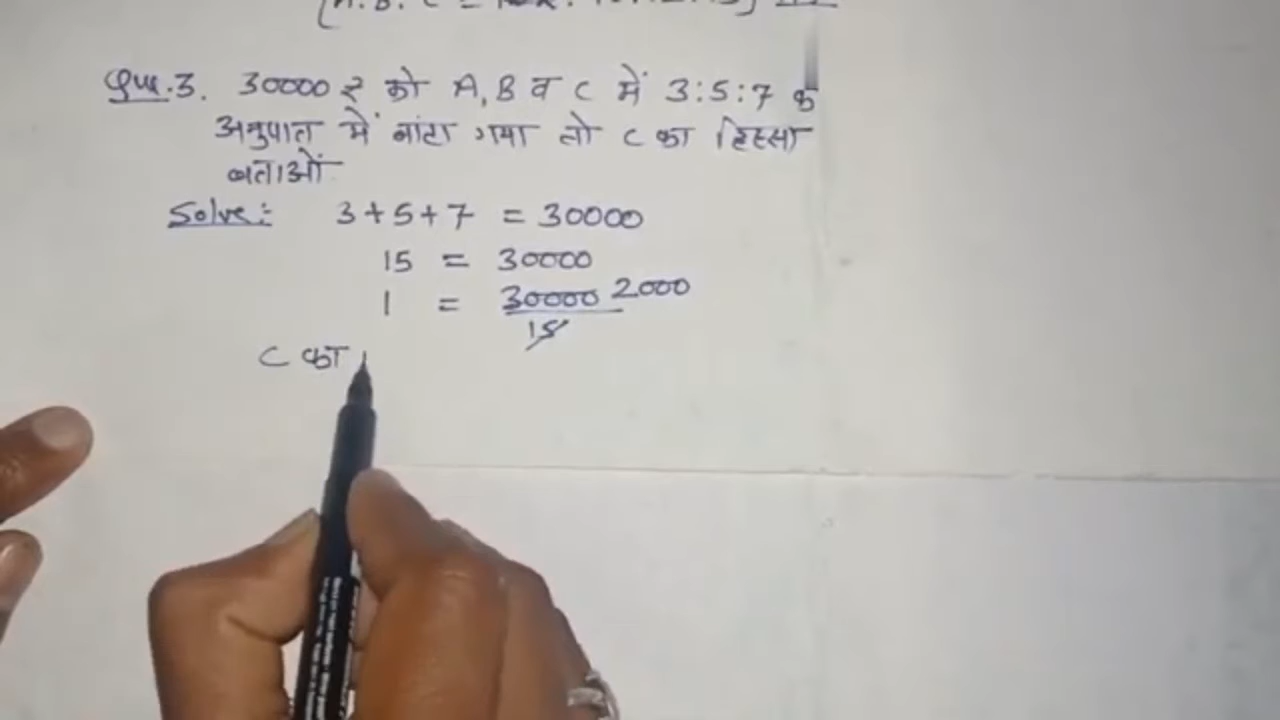 Que.3. 30000 ₹ को A, B व C में 3:5:7 के
अनुपात में बांटा गया तो C का हिस्सा
बताओं
Solve:- 3+5+7 = 30000
15 = 30000
1 = 30000 2000
15
C का